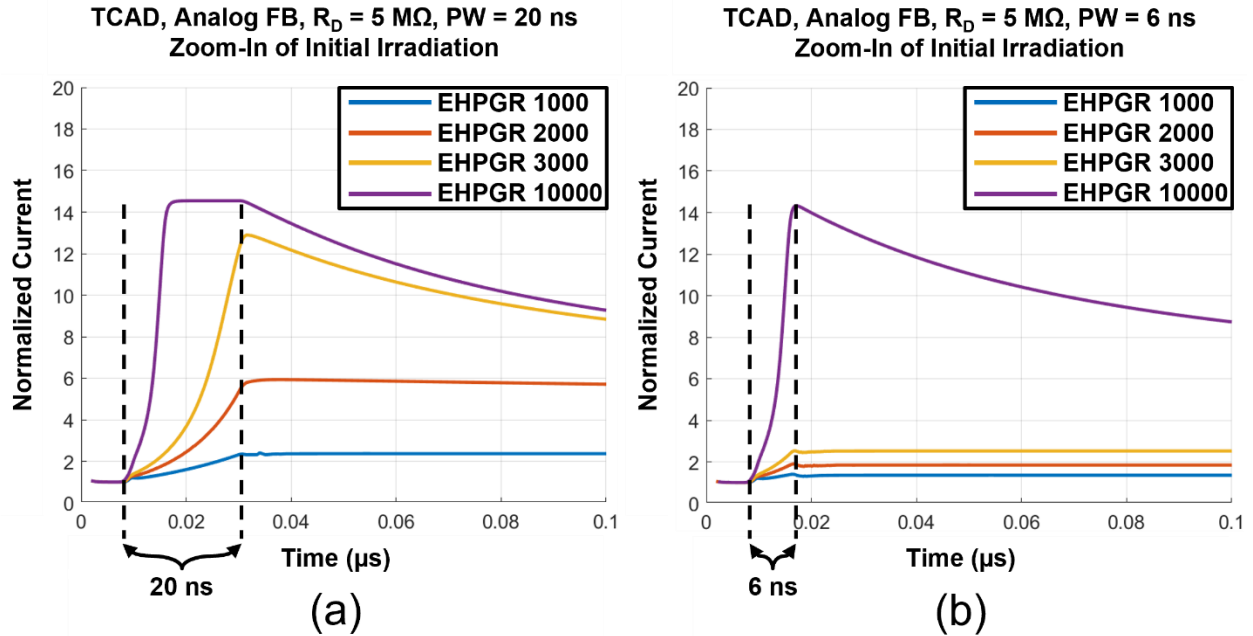 TCAD, Analog FB, R_D = 5 MΩ, PW = 20 ns
Zoom-In of Initial Irradiation
EHPGR 1000
EHPGR 2000
EHPGR 3000
EHPGR 10000
Normalized Current
20
18
16
14
12
10
8
6
4
2
0
0
0.02
0.04
0.06
0.08
0.1
Time (µs)
20 ns
(a)
TCAD, Analog FB, R_D = 5 MΩ, PW = 6 ns
Zoom-In of Initial Irradiation
EHPGR 1000
EHPGR 2000
EHPGR 3000
EHPGR 10000
Normalized Current
20
18
16
14
12
10
8
6
4
2
0
0
0.02
0.04
0.06
0.08
0.1
Time (µs)
6 ns
(b)